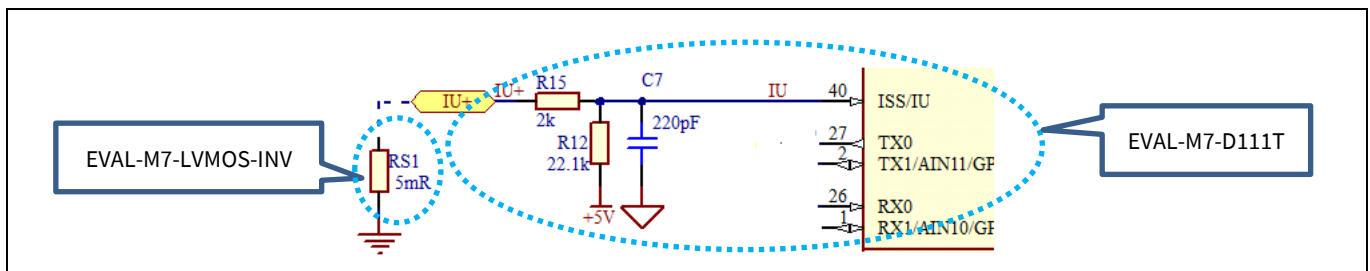 EVAL-M7-LVMOS-INV
RS1
5mR
IU+
IU+
R15
2k
R12
22.1k
+5V
C7
220pF
IU
40
ISS/IU
27
TX0
2
TX1/AIN11/GP
26
RX0
1
RX1/AIN10/GP
EVAL-M7-D111T